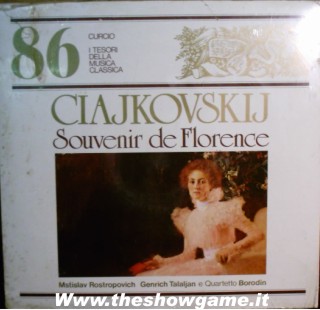 86
CURCIO
I TESORI
DELLA
MUSICA
CLASSICA
CIAJKOVSKIJ
Souvenir de Florence
Mstislav Rostropovich Genrich Talaljan e Quartetto Borodin
www.theshowgame.it